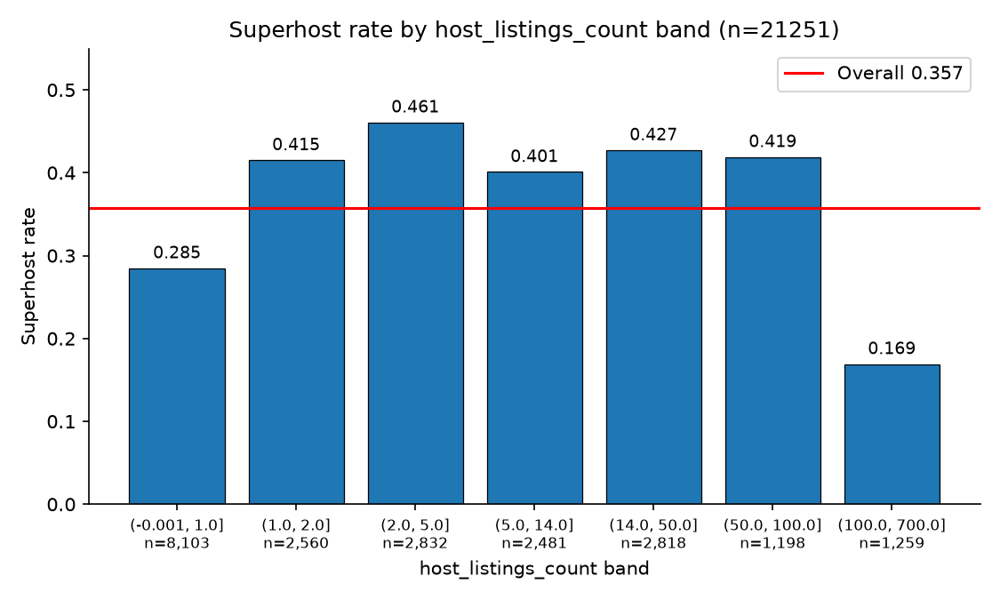 Superhost rate by host_listings_count band (n=21251)
Overall 0.357
Superhost rate
0.5
0.4
0.3
0.2
0.1
0.0
0.285
0.415
0.461
0.401
0.427
0.419
0.169
(-0.001, 1.0]
n=8,103
(1.0, 2.0]
n=2,560
(2.0, 5.0]
n=2,832
(5.0, 14.0]
n=2,481
(14.0, 50.0]
n=2,818
(50.0, 100.0]
n=1,198
(100.0, 700.0]
n=1,259
host_listings_count band